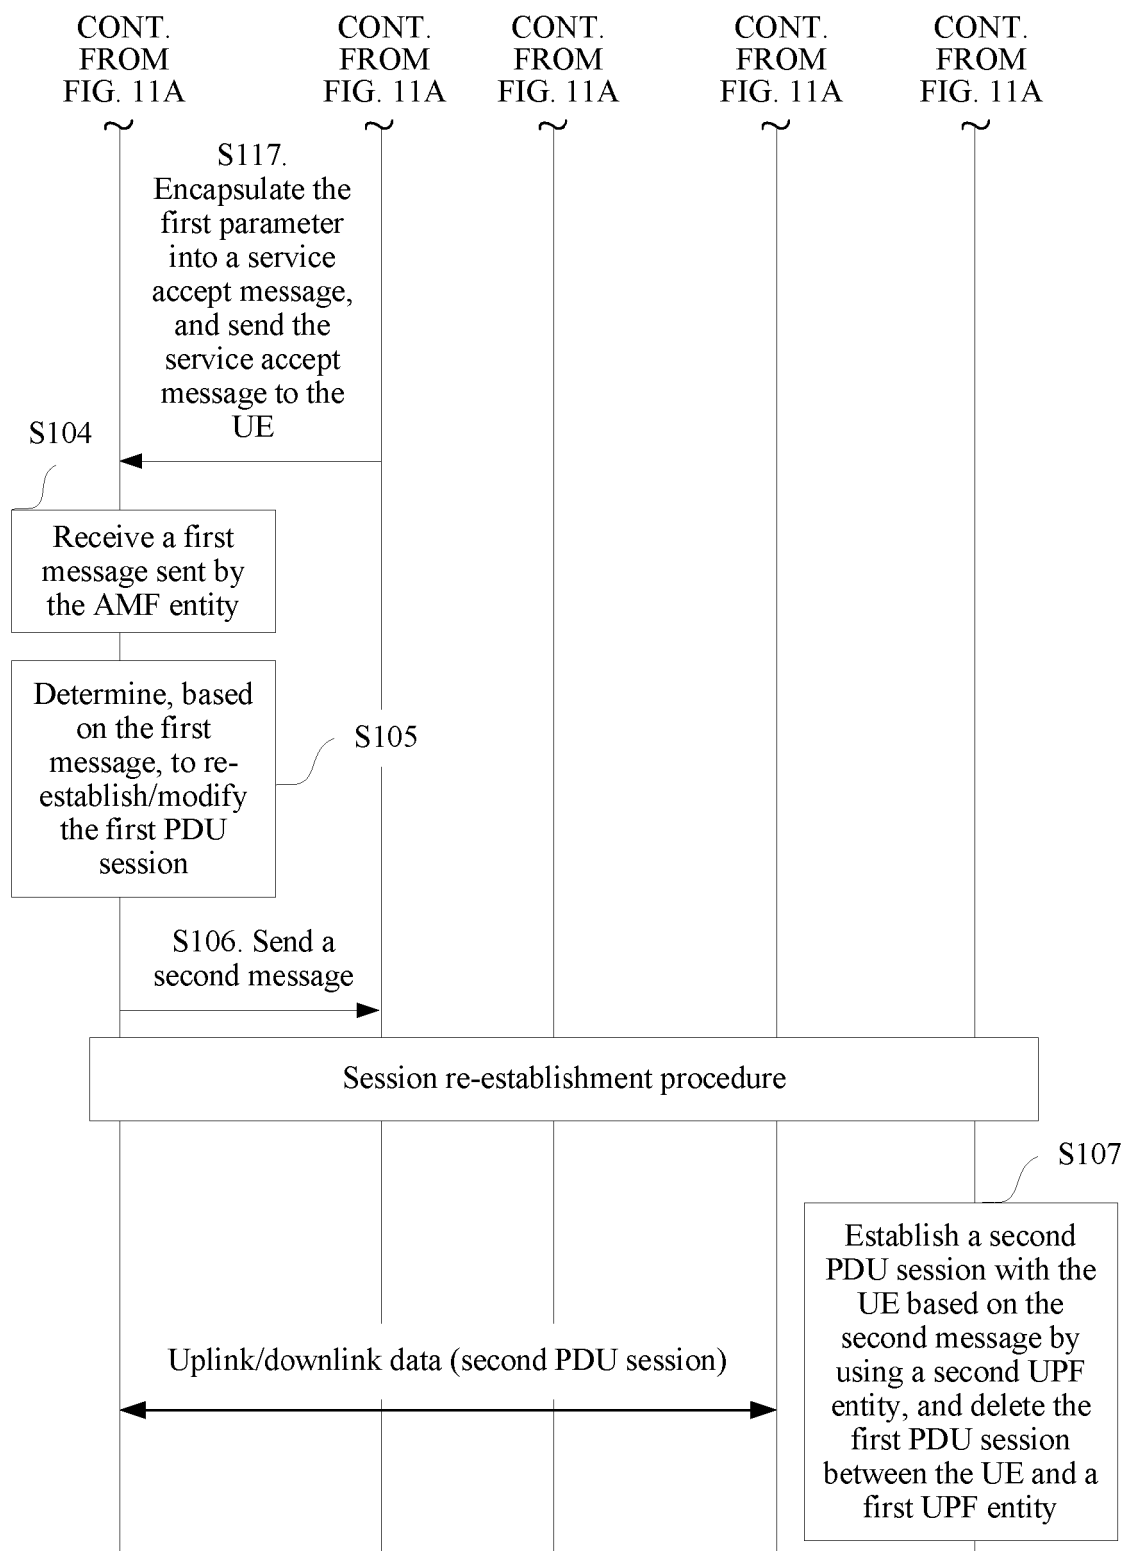 CONT. FROM FIG. 11A
CONT. FROM FIG. 11A
CONT. FROM FIG. 11A
CONT. FROM FIG. 11A
CONT. FROM FIG. 11A
S117.
Encapsulate the
first parameter
into a service
accept message,
and send the
service accept
message to the
UE
S104
Receive a first
message sent by
the AMF entity
Determine, based
on the first
message, to re-
establish/modify
the first PDU
session
S105
S106. Send a
second message
Session re-establishment procedure
S107
Establish a second
PDU session with the
UE based on the
second message by
using a second UPF
entity, and delete the
first PDU session
between the UE and a
first UPF entity
Uplink/downlink data (second PDU session)